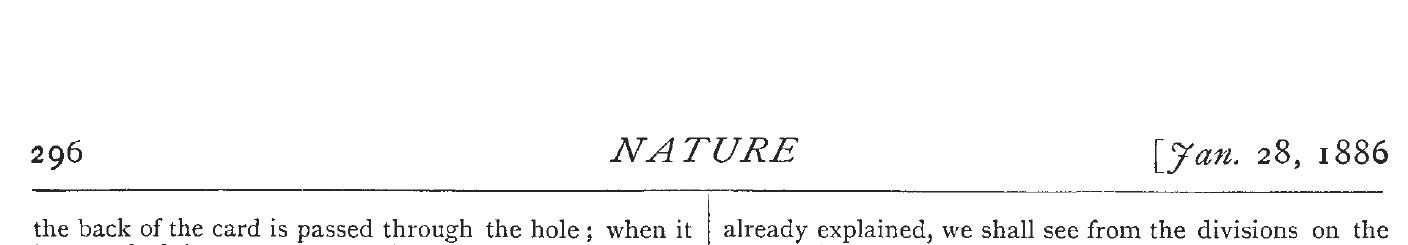 296
NATURE
[Jan. 28, 1886
the back of the card is passed through the hole; when it
already explained, we shall see from the divisions on the